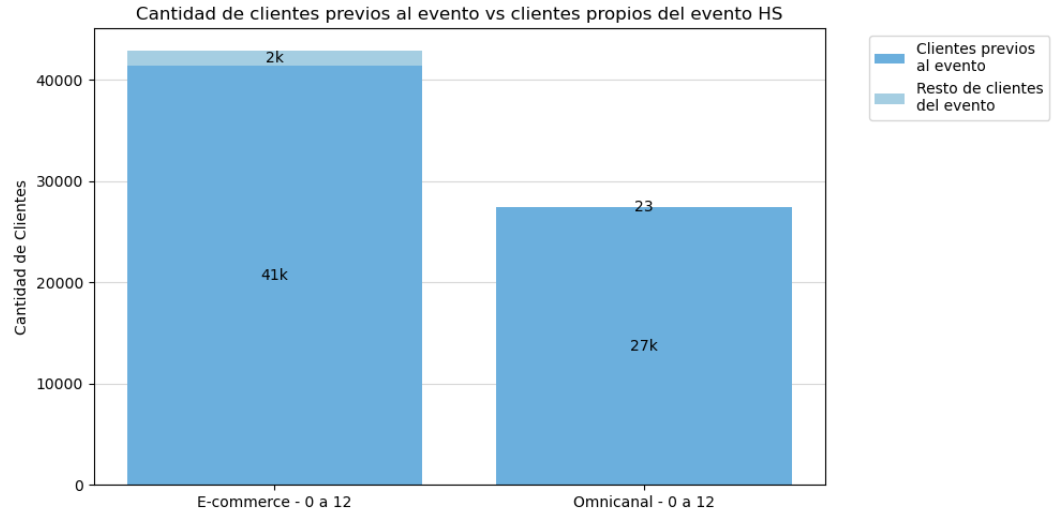 Cantidad de clientes previos al evento vs clientes propios del evento HS
Cantidad de Clientes
40000
30000
20000
10000
0
2k
41k
23
27k
E-commerce - 0 a 12
Omnicanal - 0 a 12
Clientes previos
al evento
Resto de clientes
del evento